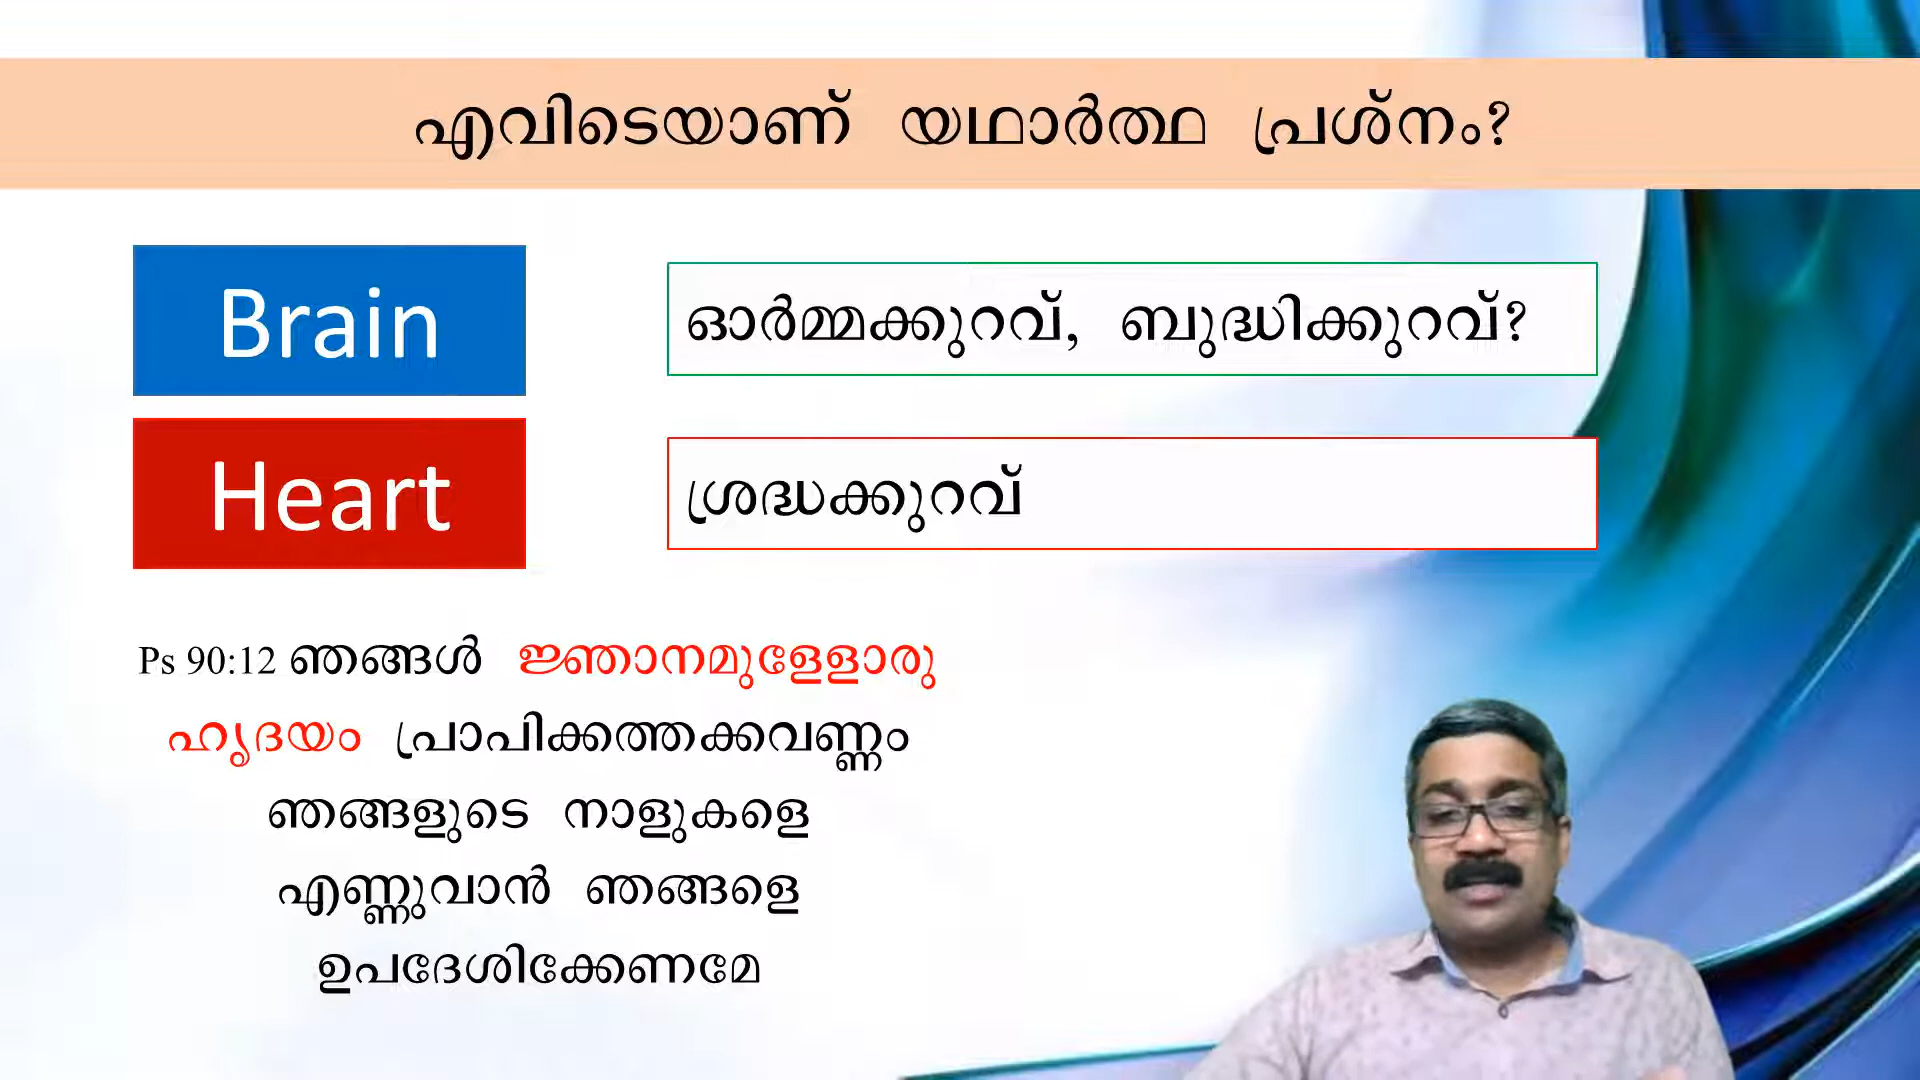 എവിടെയാണ് യഥാർത്ഥ പ്രശ്നം?
Brain
ഓർമ്മക്കുറവ്, ബുദ്ധിക്കുറവ്?
Heart
ശ്രദ്ധക്കുറവ്
Ps 90:12 ഞങ്ങൾ ജ്ഞാനമുള്ളോരു
ഹൃദയം പ്രാപിക്കത്തക്കവണ്ണം
ഞങ്ങളുടെ നാളുകളെ
എണ്ണുവാൻ ഞങ്ങളെ
ഉപദേശിക്കേണമേ